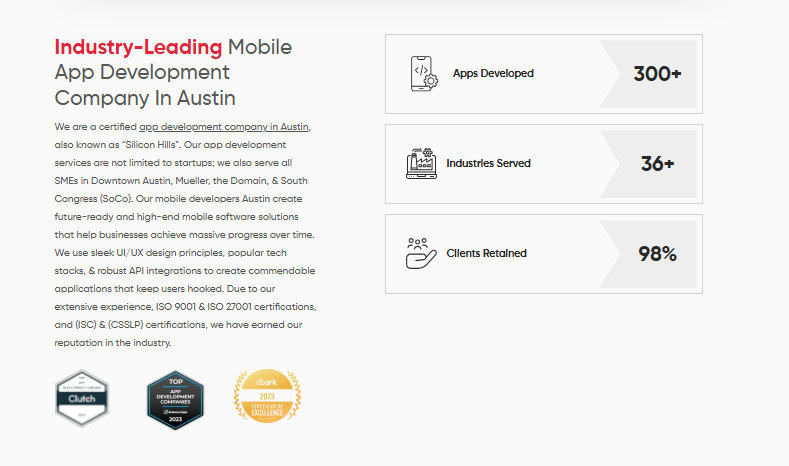 Industry-Leading Mobile
App Development
Company In Austin
We are a certified app development company in Austin,
also known as “Silicon Hills”. Our app development
services are not limited to startups; we also serve all
SMEs in Downtown Austin, Mueller, the Domain, & South
Congress (SoCo). Our mobile developers Austin create
future-ready and high-end mobile software solutions
that help businesses achieve massive progress over time.
We use sleek UI/UX design principles, popular tech
stacks, & robust API integrations to create commendable
applications that keep users hooked. Due to our
extensive experience, ISO 9001 & ISO 27001 certifications,
and (ISC) & (CSSLP) certifications, we have earned our
reputation in the industry.
Clutch
TOP
APP
DEVELOPMENT
COMPANIES
2023
bark
2023
CERTIFICATE OF
EXCELLENCE
Apps Developed
300+
Industries Served
36+
Clients Retained
98%